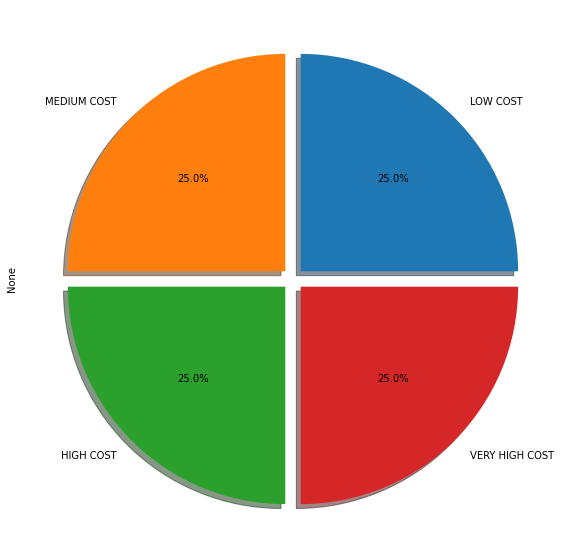 MEDIUM COST
LOW COST
25.0%
25.0%
None
25.0%
25.0%
HIGH COST
VERY HIGH COST